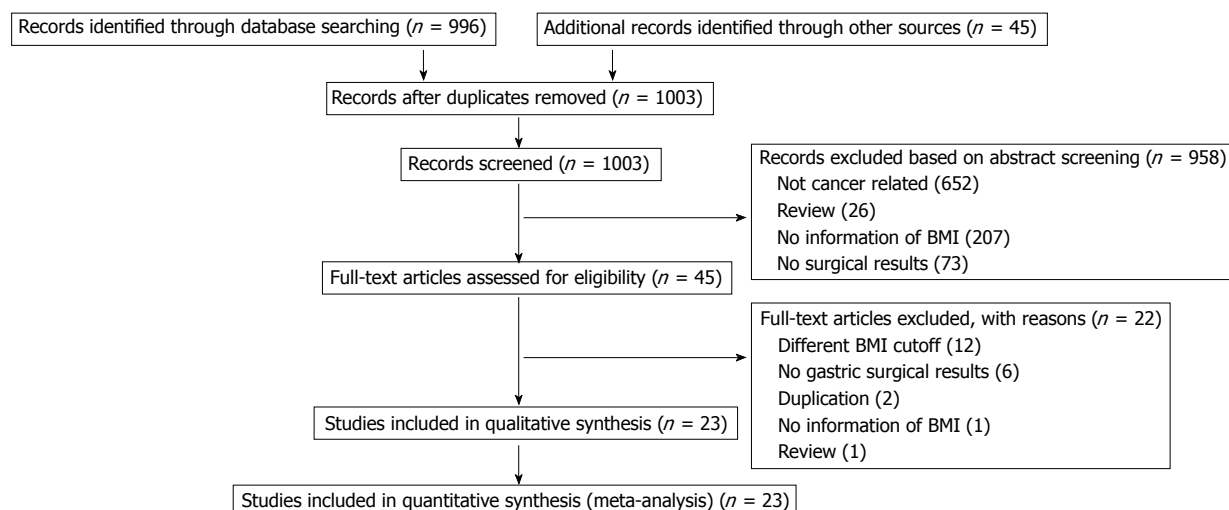 Records identified through database searching (n = 996)
Additional records identified through other sources (n = 45)
Records after duplicates removed (n = 1003)
Records screened (n = 1003)
Records excluded based on abstract screening (n = 958)
Not cancer related (652)
Review (26)
No information of BMI (207)
No surgical results (73)
Full-text articles assessed for eligibility (n = 45)
Full-text articles excluded, with reasons (n = 22)
Different BMI cutoff (12)
No gastric surgical results (6)
Duplication (2)
No information of BMI (1)
Review (1)
Studies included in qualitative synthesis (n = 23)
Studies included in quantitative synthesis (meta-analysis) (n = 23)